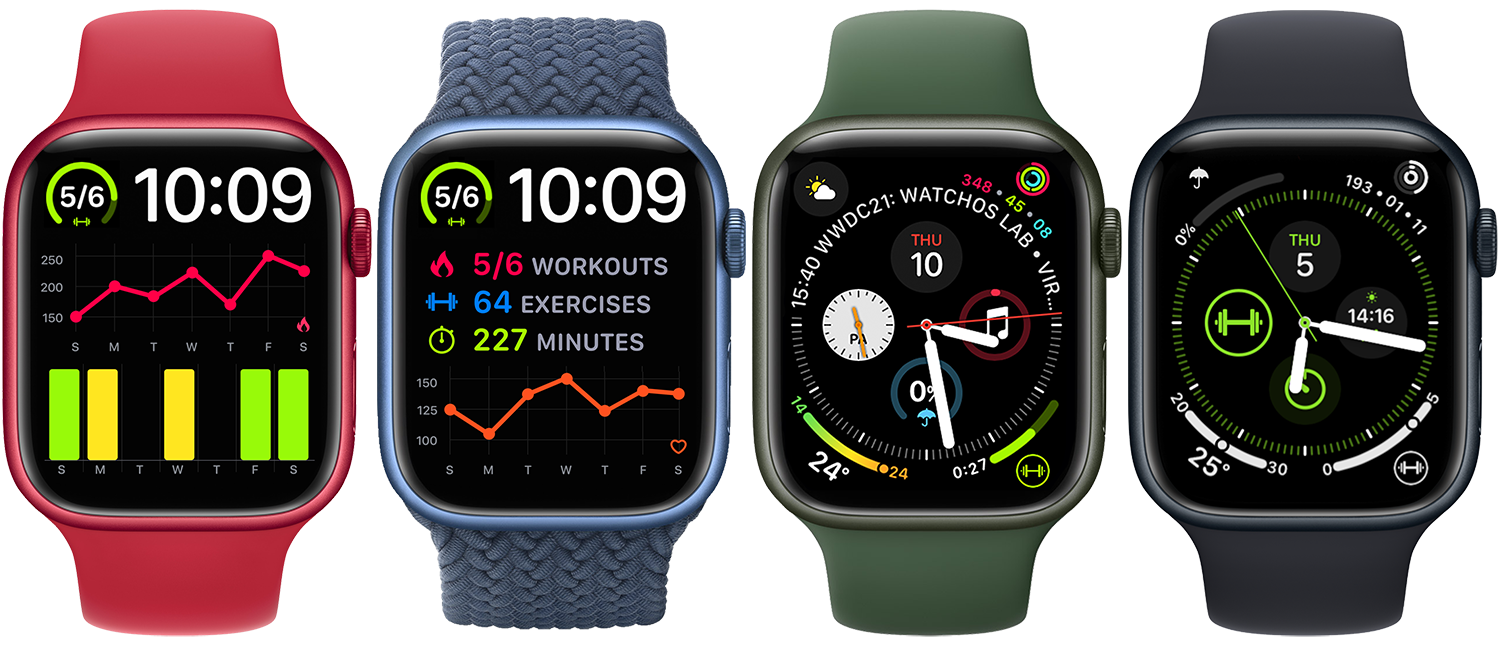 5/6
10:09
250
200
150
S M T W T F S
S M T W T F S
5/6
10:09
5/6 WORKOUTS
64 EXERCISES
227 MINUTES
150
125
100
S M T W T F S
348 • 45 • 08
15:40 WWDC21: WATCHOS LAB • VIR...
THU
10
0%
14
24°
24
0:27
193 • 01 • 11
0%
THU
5
14:16
20
25°
30
0
5